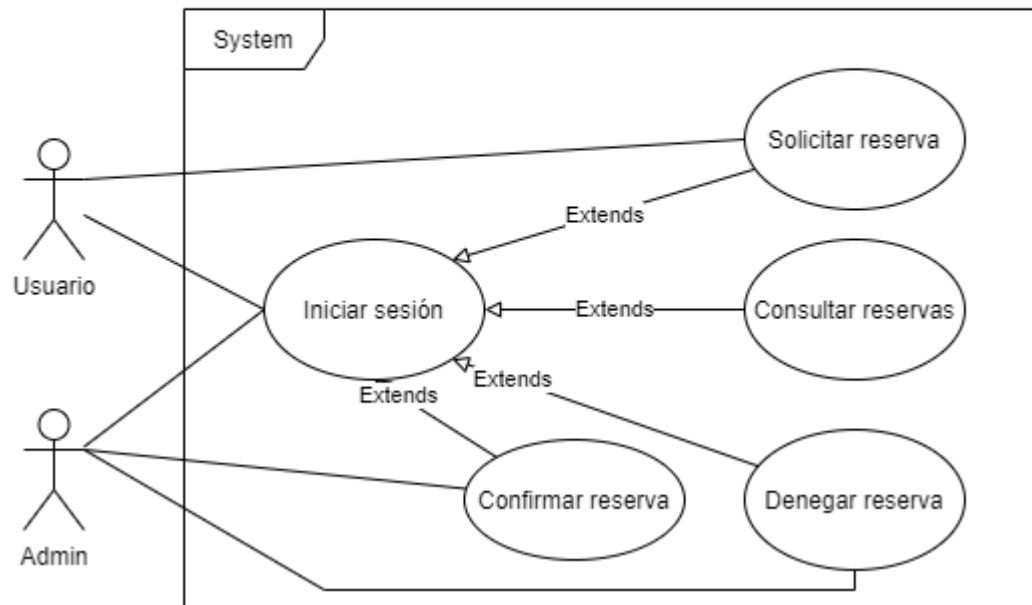 System
Solicitar reserva
Extends
Usuario
Iniciar sesión
Extends
Consultar reservas
Extends
Extends
Confirmar reserva
Denegar reserva
Admin